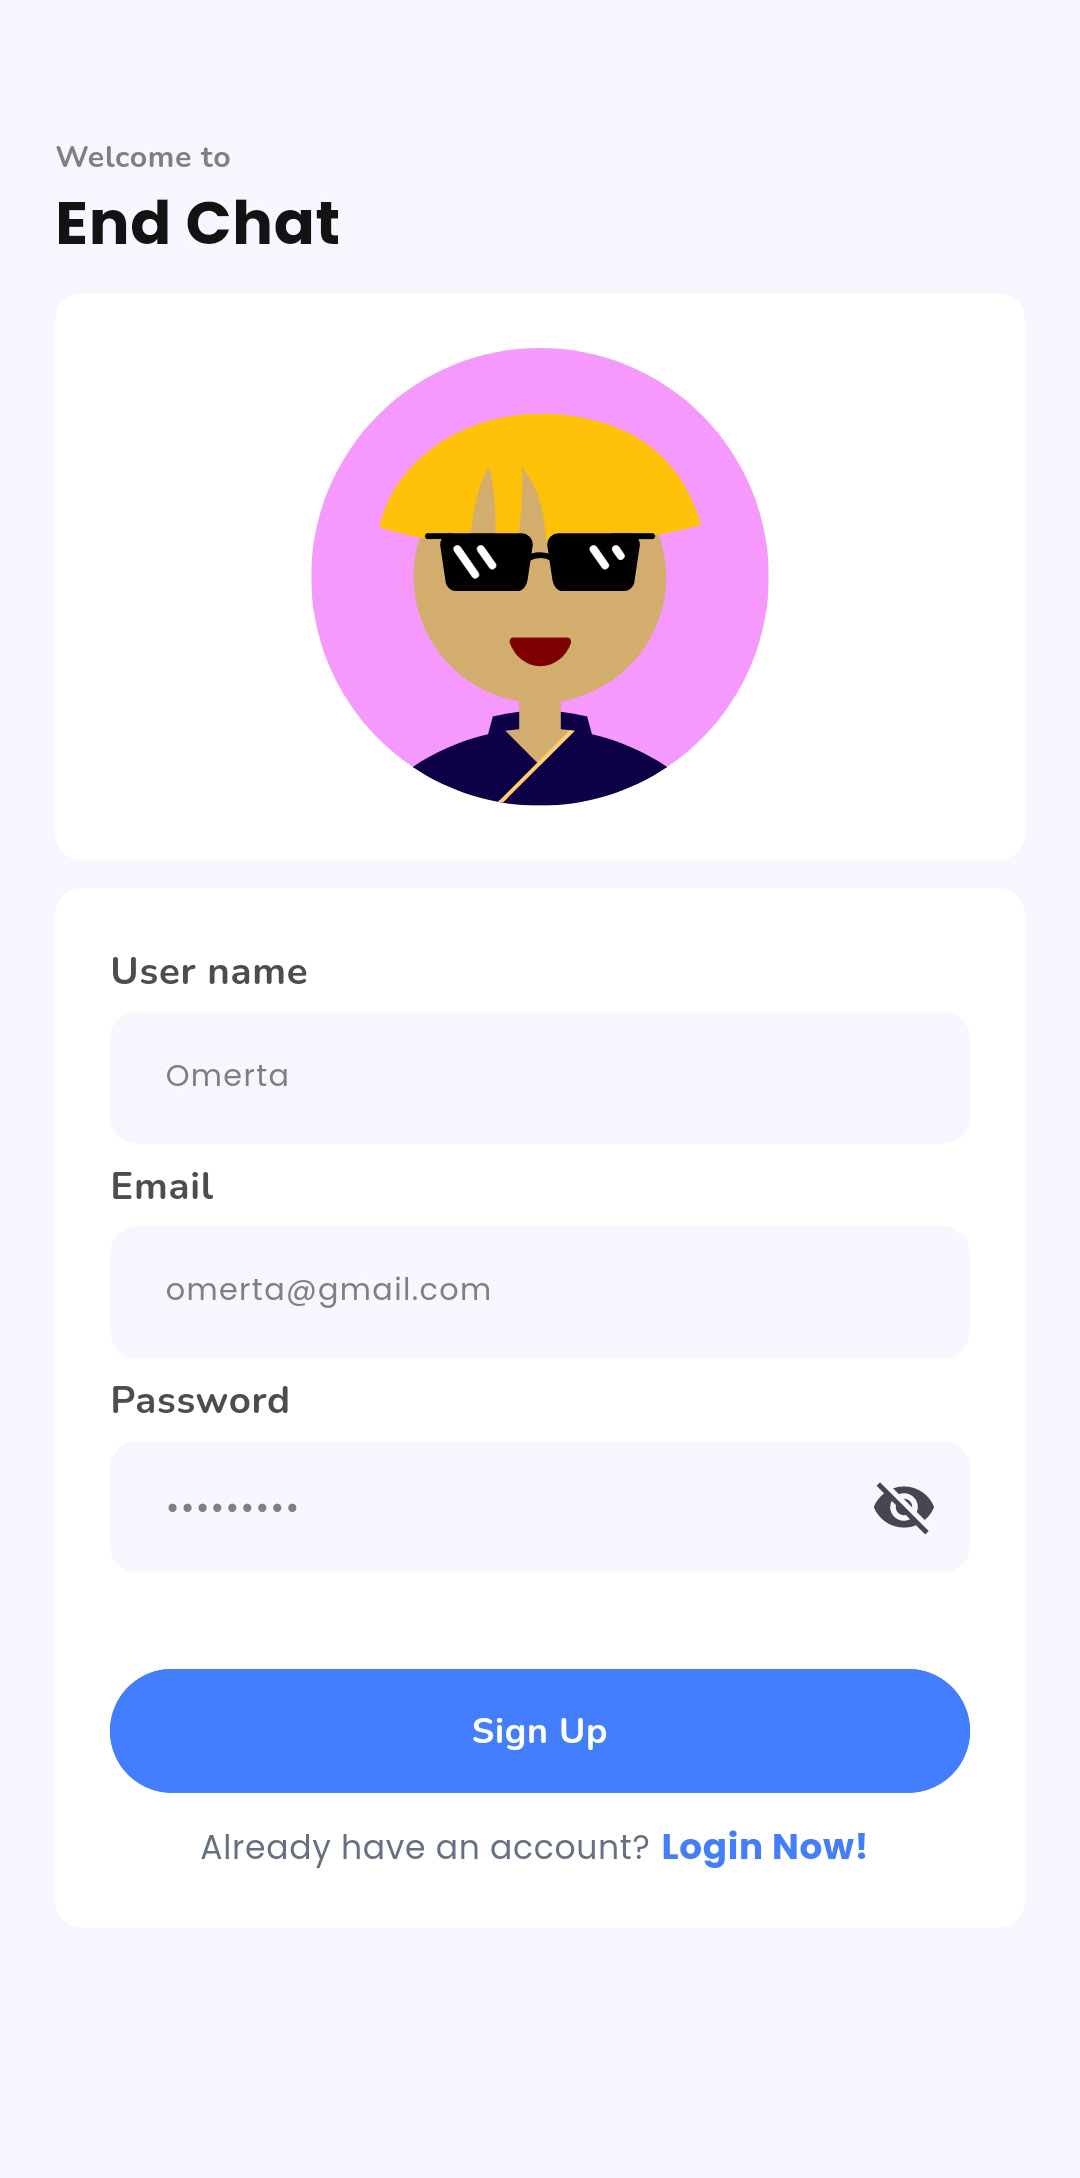 Welcome to
End Chat
User name
Omerta
Email
omerta@gmail.com
Password
•••••••••
Sign Up
Already have an account? Login Now!